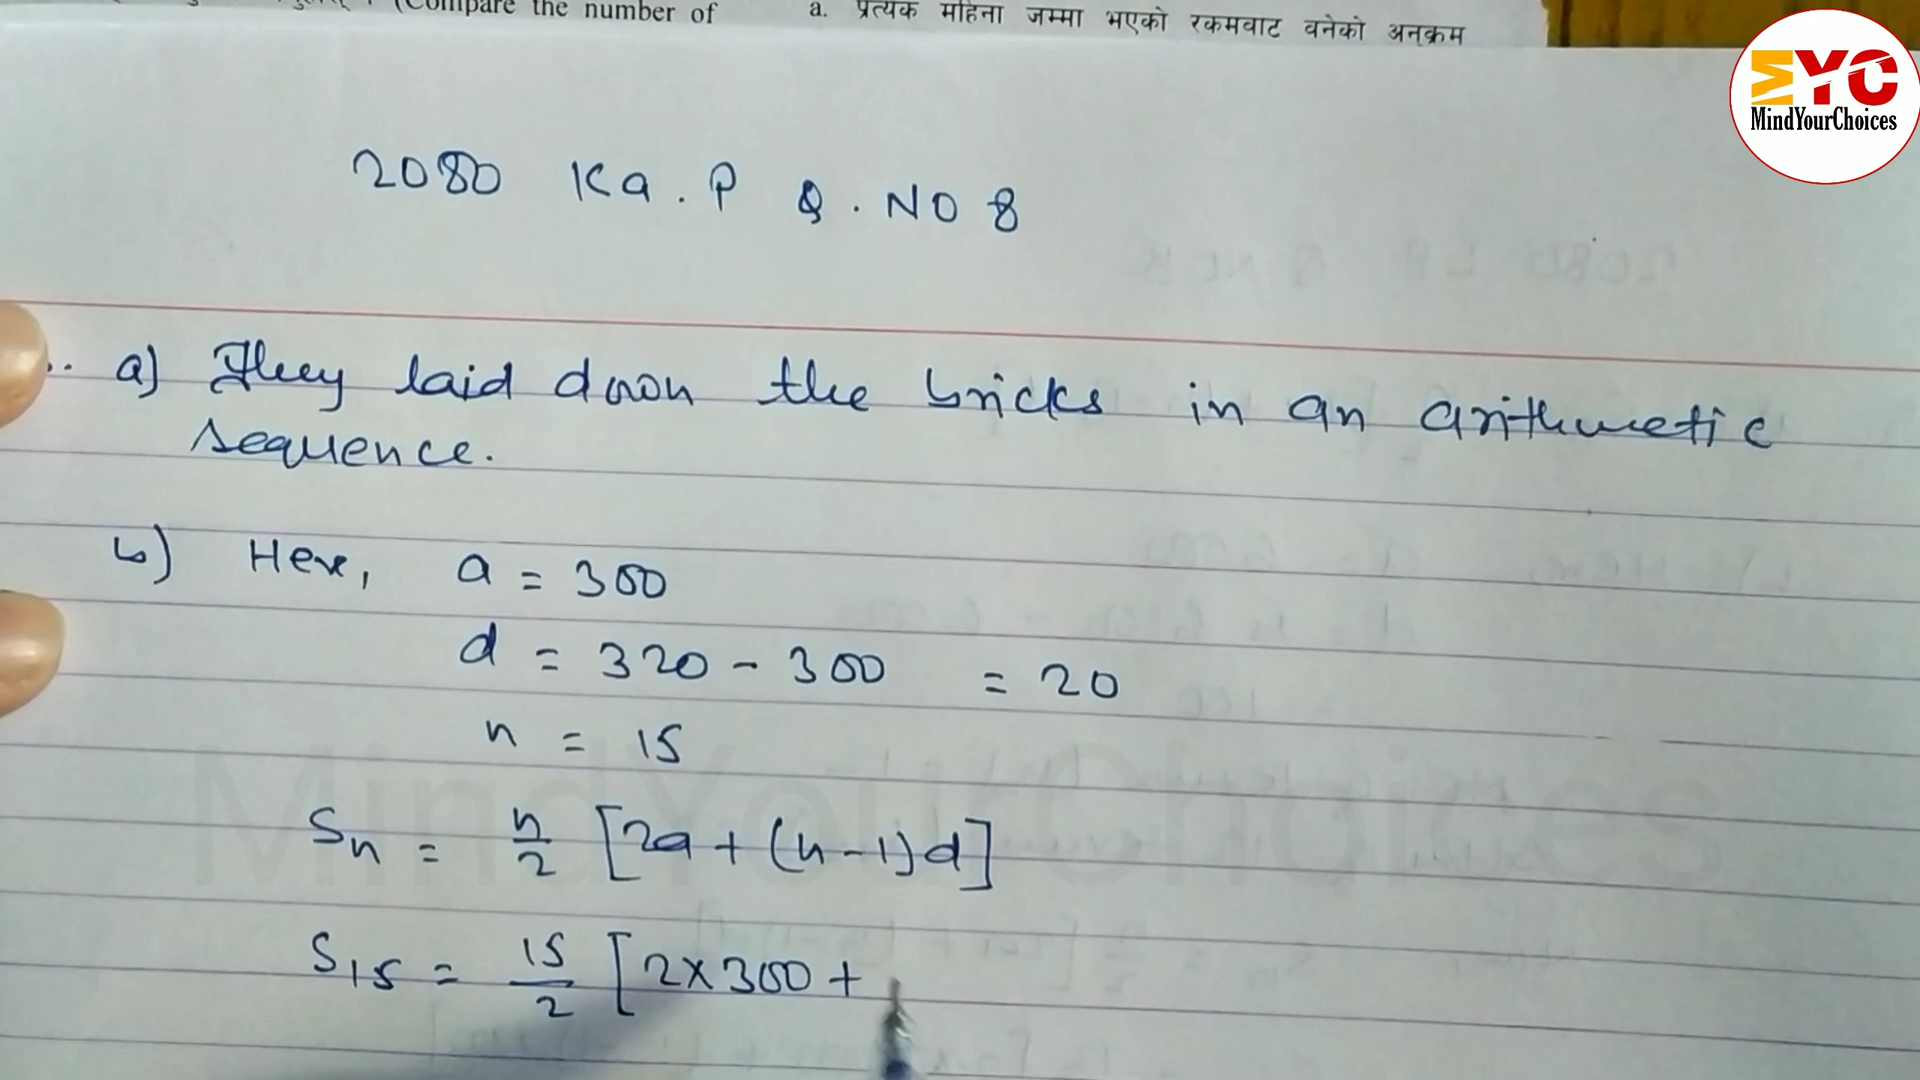 (Compare the number of
a. प्रत्येक महिना जम्मा भएको रकमबाट बनेको अनुक्रम
MYC
MindYourChoices
2080 Ka.P Q.NO 8
a) They laid down the bricks in an arithmetic
sequence.
b) Here, a = 300
d = 320 - 300 = 20
n = 15
Sn = n/2 [2a + (n-1)d]
S15 = 15/2 [2×300 +
MindYourChoices